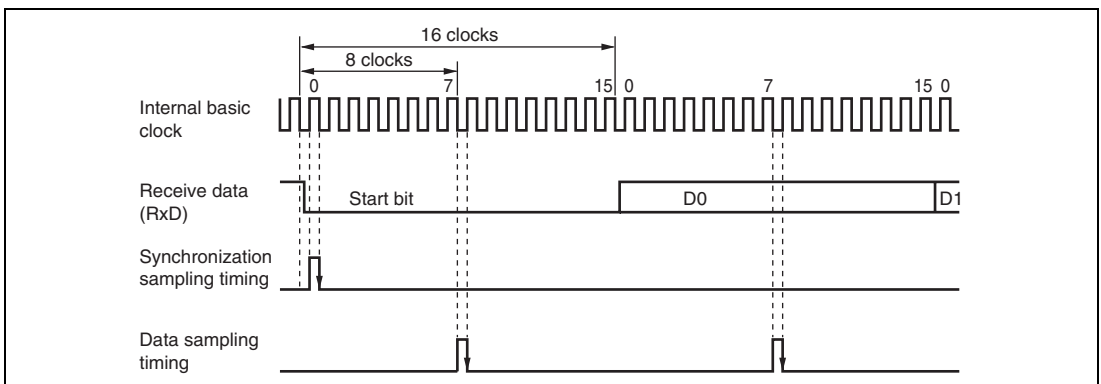 16 clocks
8 clocks
0 7 15 0 7 15 0
Internal basic
clock
Receive data
(RxD)
Start bit D0 D1
Synchronization
sampling timing
Data sampling
timing